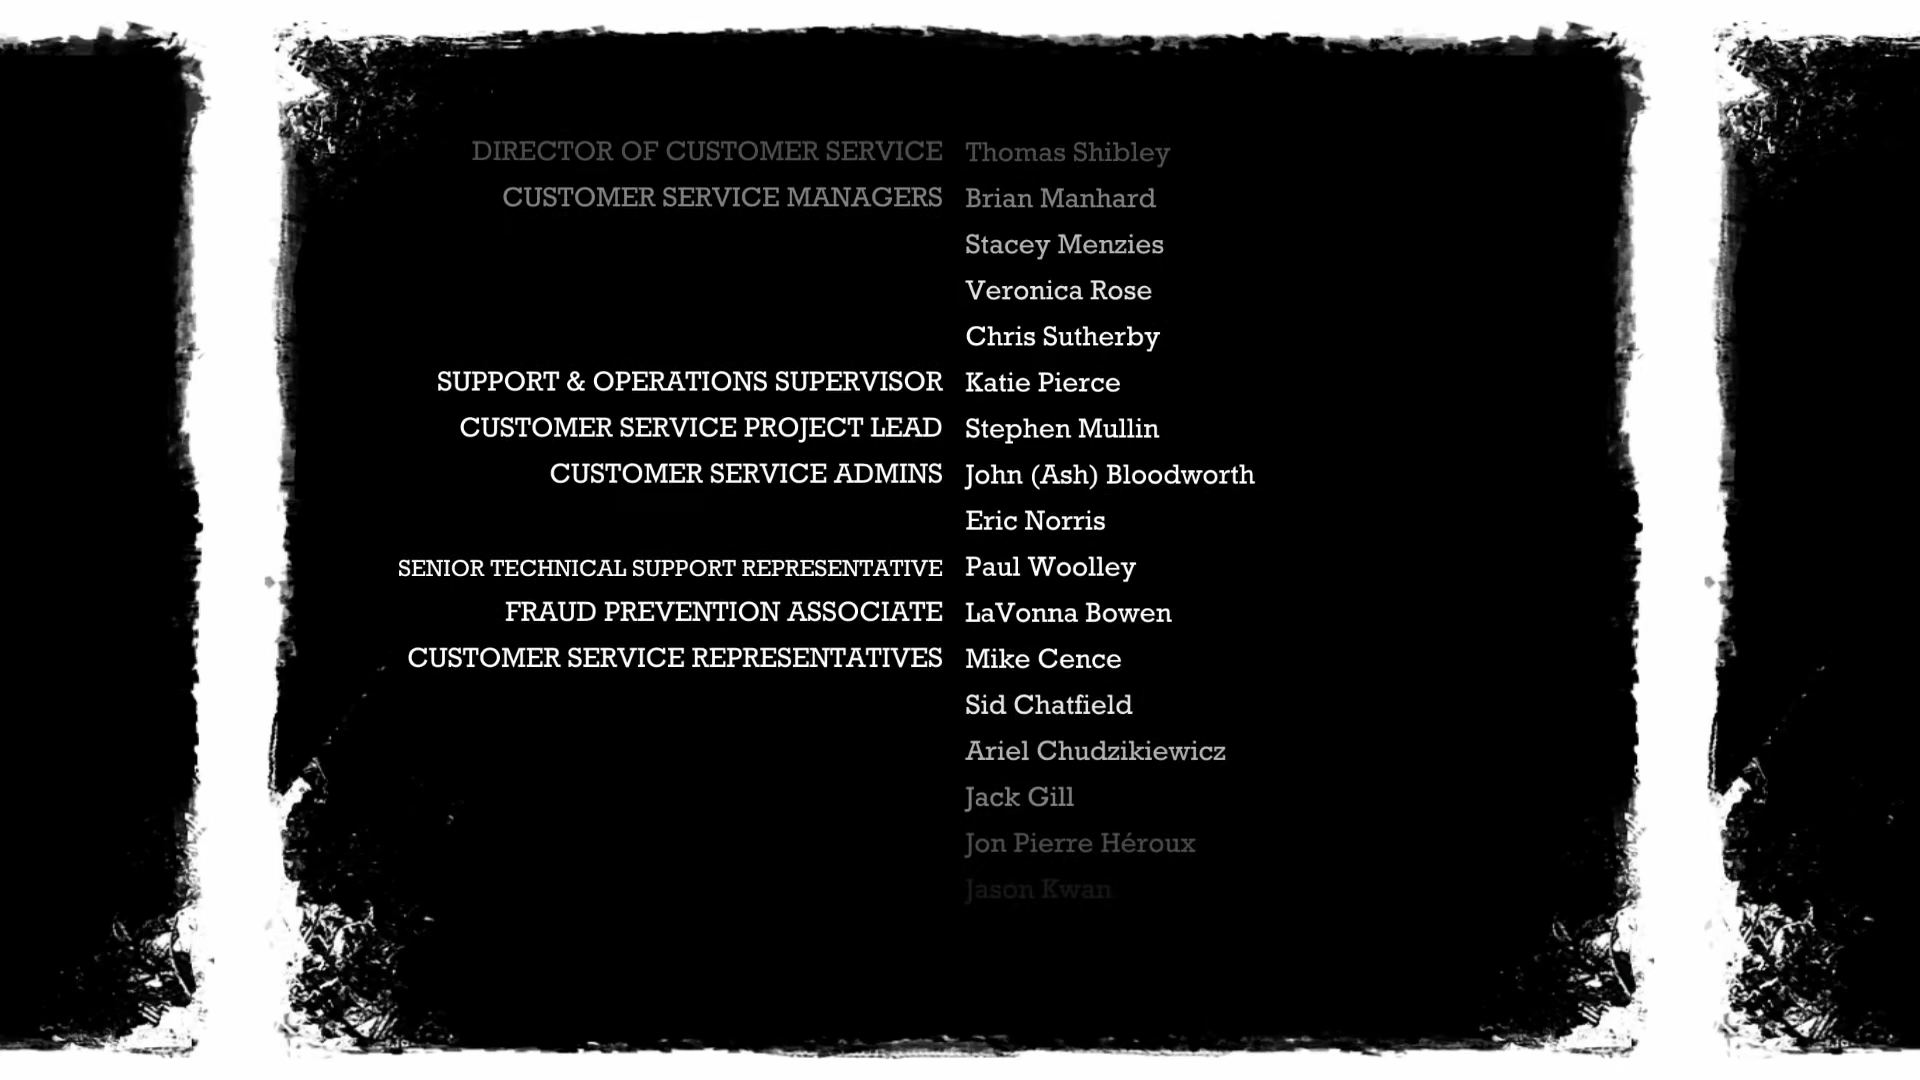 DIRECTOR OF CUSTOMER SERVICE Thomas Shibley
CUSTOMER SERVICE MANAGERS Brian Manhard
Stacey Menzies
Veronica Rose
Chris Sutherby
SUPPORT & OPERATIONS SUPERVISOR Katie Pierce
CUSTOMER SERVICE PROJECT LEAD Stephen Mullin
CUSTOMER SERVICE ADMINS John (Ash) Bloodworth
Eric Norris
SENIOR TECHNICAL SUPPORT REPRESENTATIVE Paul Woolley
FRAUD PREVENTION ASSOCIATE LaVonna Bowen
CUSTOMER SERVICE REPRESENTATIVES Mike Cence
Sid Chatfield
Ariel Chudzikiewicz
Jack Gill
Jon Pierre Héroux
Jason Kwan